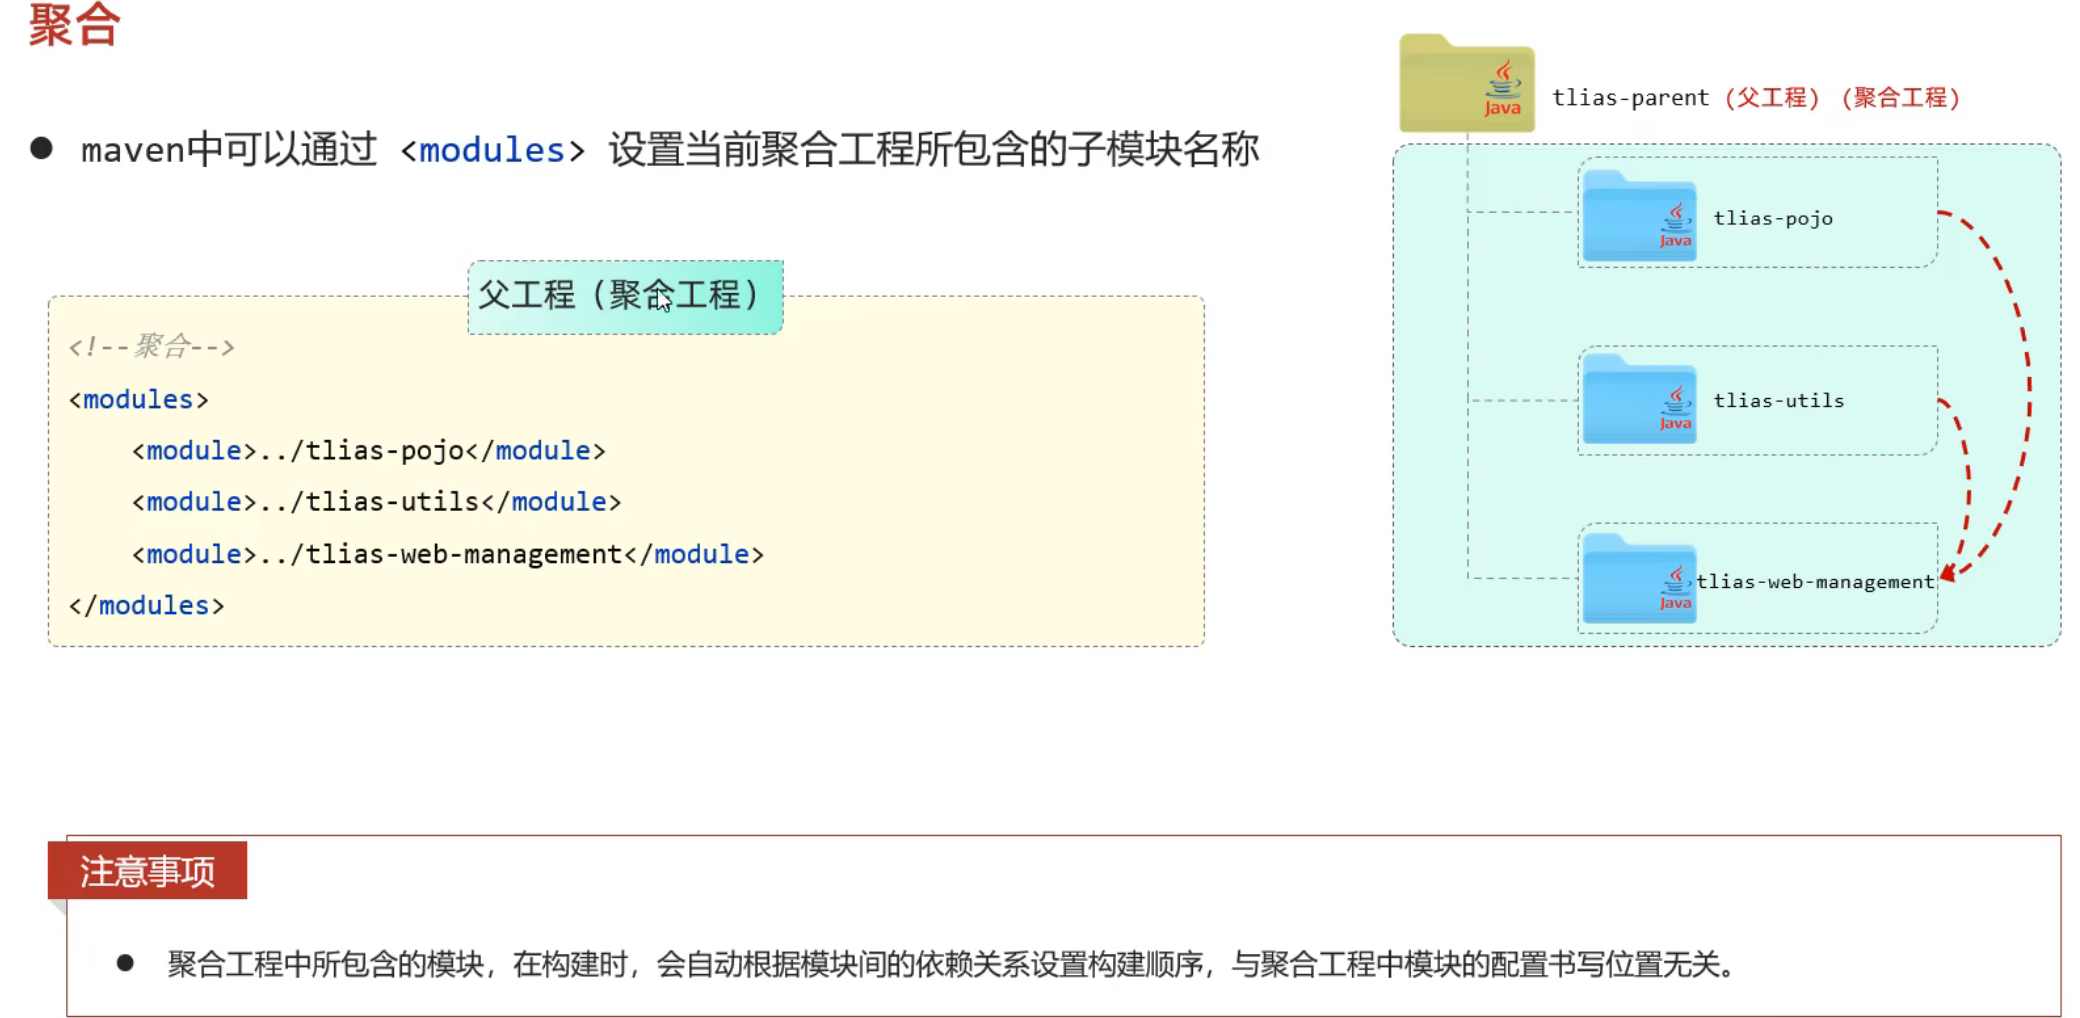 聚合
● maven中可以通过 <modules> 设置当前聚合工程所包含的子模块名称
父工程（聚合工程）
<!--聚合-->
<modules>
    <module>../tlias-pojo</module>
    <module>../tlias-utils</module>
    <module>../tlias-web-management</module>
</modules>
Java
tlias-parent（父工程）（聚合工程）
Java
tlias-pojo
Java
tlias-utils
Java
tlias-web-management
注意事项
● 聚合工程中所包含的模块，在构建时，会自动根据模块间的依赖关系设置构建顺序，与聚合工程中模块的配置书写位置无关。